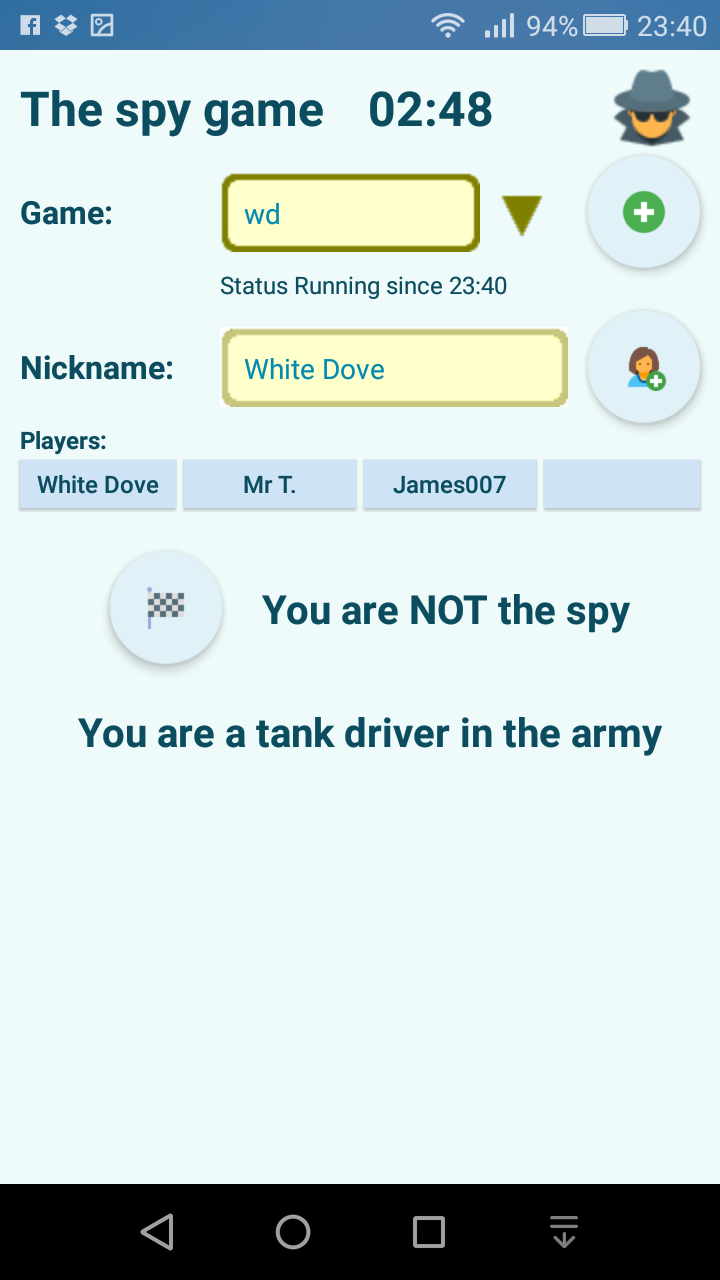 94% 23:40
The spy game 02:48
Game: wd
Status Running since 23:40
Nickname: White Dove
Players:
White Dove Mr T. James007
You are NOT the spy
You are a tank driver in the army